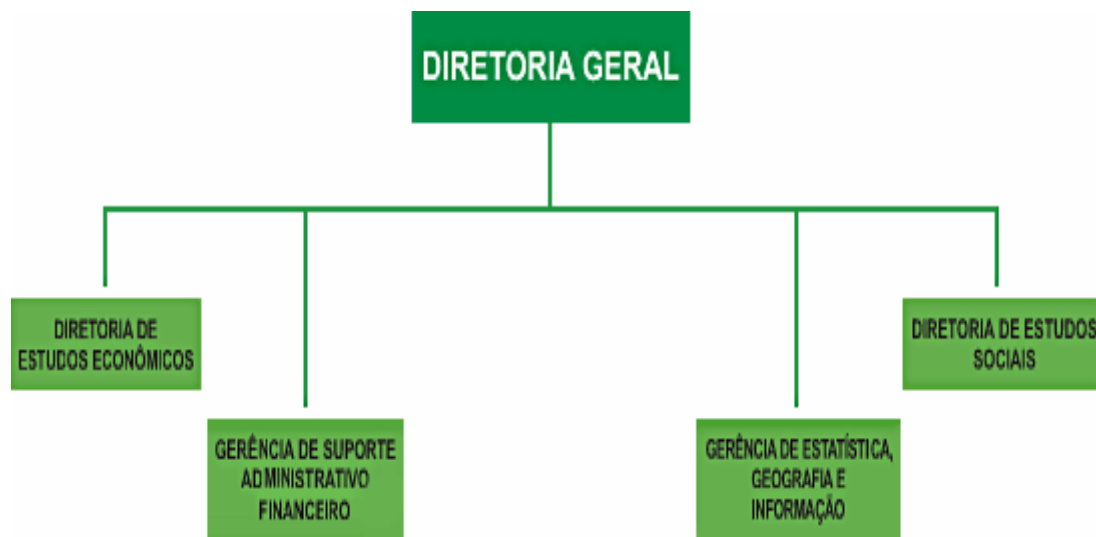 DIRETORIA GERAL
DIRETORIA DE
ESTUDOS ECONÔMICOS
DIRETORIA DE ESTUDOS
SOCIAIS
GERÊNCIA DE SUPORTE
ADMINISTRATIVO
FINANCEIRO
GERÊNCIA DE ESTATÍSTICA,
GEOGRAFIA E
INFORMAÇÃO